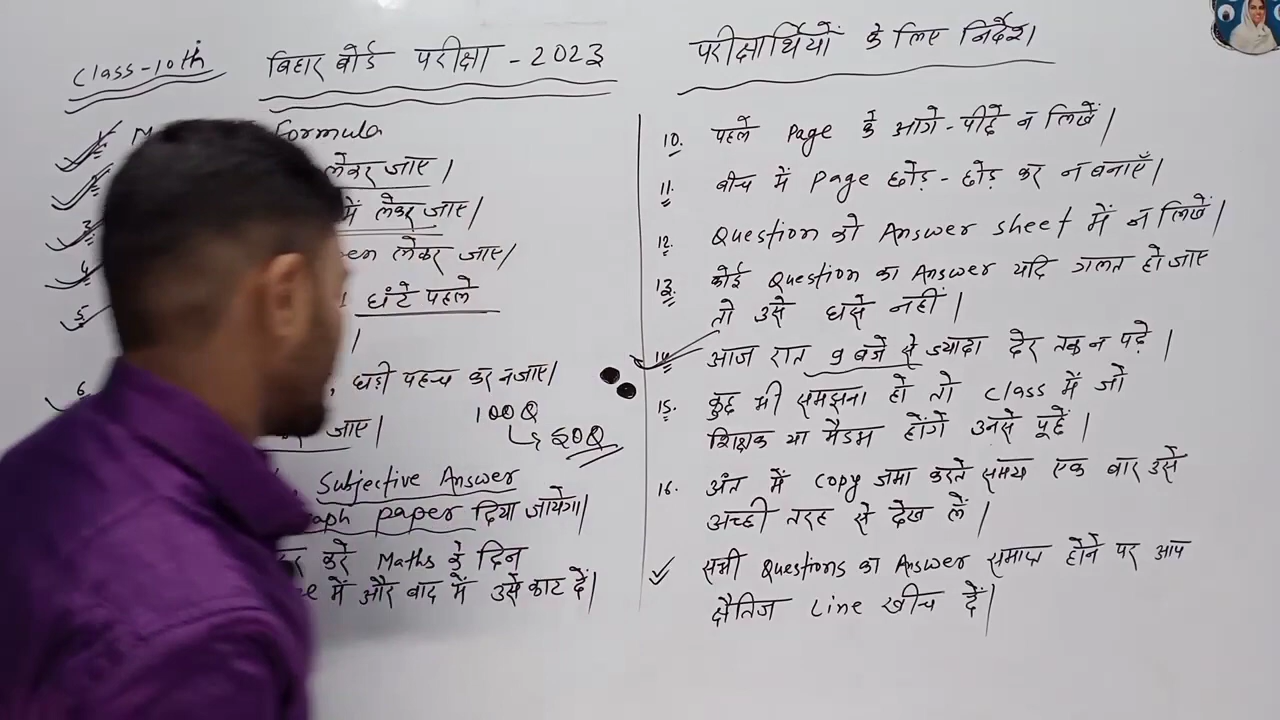 Class-10th
बिहार बोर्ड परीक्षा - 2023
Formula
लेकर जाए।
में लेकर जाए।
लेकर जाए।
घंटे पहले
।
घड़ी पहन कर न जाए।
जाए।
100Q
50Q
Subjective Answer
paper दिया जायेगा।
करे Maths के दिन
में और बाद में उसे काट दें।
परीक्षार्थियों के लिए निर्देश।
10. पहले Page के आगे-पीछे न लिखें।
11. बीच में Page छोड़-छोड़ कर न बनाएँ।
12. Question को Answer sheet में न लिखें।
13. कोई Question का Answer यदि गलत हो जाए
तो उसे घसे नहीं।
14. आज रात 9 बजे से ज्यादा देर तक न पढ़े।
15. कुछ भी समझना हो तो Class में जो
शिक्षक या मैडम होंगे उनसे पूछें।
16. अंत में Copy जमा करते समय एक बार उसे
अच्छी तरह से देख लें।
सभी Questions का Answer समाप्त होने पर आप
क्षैतिज Line खींच दें।